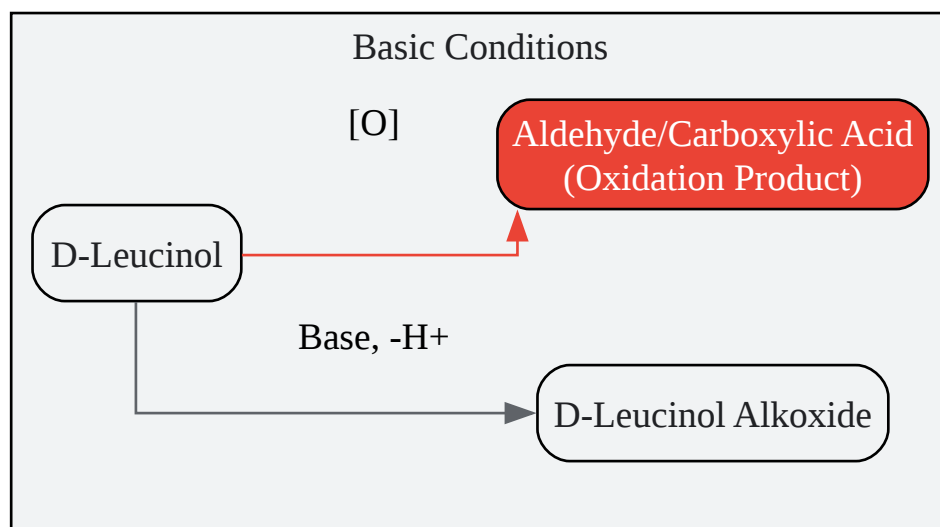 Basic Conditions
[O]
Aldehyde/Carboxylic Acid
(Oxidation Product)
D-Leucinol
Base, -H+
D-Leucinol Alkoxide